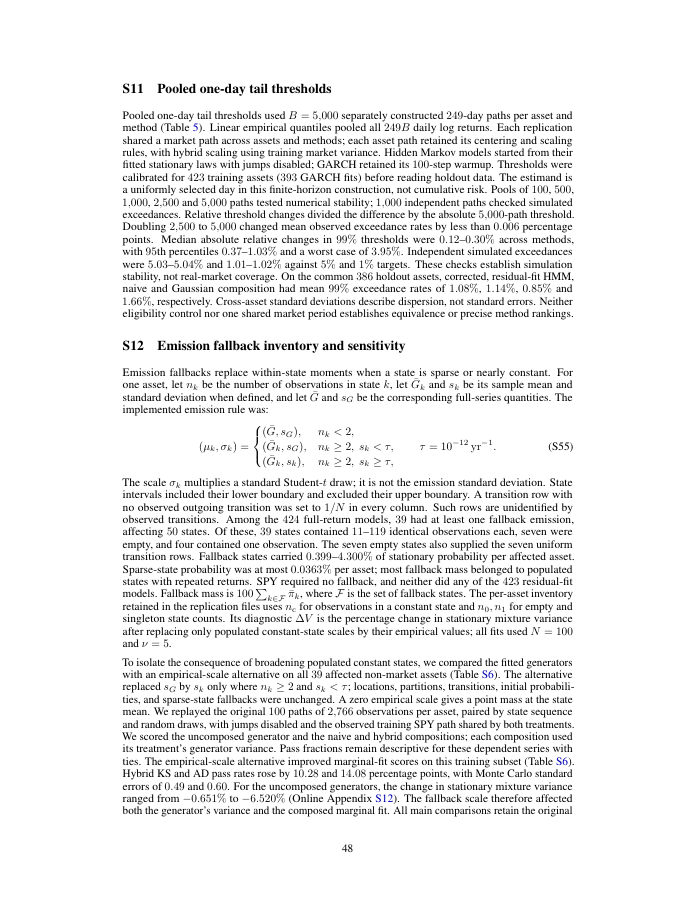 S11 Pooled one-day tail thresholds
Pooled one-day tail thresholds used B = 5,000 separately constructed 249-day paths per asset and
method (Table 5). Linear empirical quantiles pooled all 249B daily log returns. Each replication
shared a market path across assets and methods; each asset path retained its centering and scaling
rules, with hybrid scaling using training market variance. Hidden Markov models started from their
fitted stationary laws with jumps disabled; GARCH retained its 100-step warmup. Thresholds were
calibrated for 423 training assets (393 GARCH fits) before reading holdout data. The estimand is
a uniformly selected day in this finite-horizon construction, not cumulative risk. Pools of 100, 500,
1,000, 2,500 and 5,000 paths tested numerical stability; 1,000 independent paths checked simulated
exceedances. Relative threshold changes divided the difference by the absolute 5,000-path threshold.
Doubling 2,500 to 5,000 changed mean observed exceedance rates by less than 0.006 percentage
points. Median absolute relative changes in 99% thresholds were 0.12–0.30% across methods,
with 95th percentiles 0.37–1.03% and a worst case of 3.95%. Independent simulated exceedances
were 5.03–5.04% and 1.01–1.02% against 5% and 1% targets. These checks establish simulation
stability, not real-market coverage. On the common 386 holdout assets, corrected, residual-fit HMM,
naive and Gaussian composition had mean 99% exceedance rates of 1.08%, 1.14%, 0.85% and
1.66%, respectively. Cross-asset standard deviations describe dispersion, not standard errors. Neither
eligibility control nor one shared market period establishes equivalence or precise method rankings.
S12 Emission fallback inventory and sensitivity
Emission fallbacks replace within-state moments when a state is sparse or nearly constant. For
one asset, let n_k be the number of observations in state k, let Ḡ_k and s_k be its sample mean and
standard deviation when defined, and let Ḡ and s_G be the corresponding full-series quantities. The
implemented emission rule was:
(μ_k, σ_k) = { (Ḡ, s_G), n_k < 2,
(Ḡ_k, s_G), n_k ≥ 2, s_k < τ, τ = 10^{−12} yr^{−1}. (S55)
(Ḡ_k, s_k), n_k ≥ 2, s_k ≥ τ,
The scale σ_k multiplies a standard Student-t draw; it is not the emission standard deviation. State
intervals included their lower boundary and excluded their upper boundary. A transition row with
no observed outgoing transition was set to 1/N in every column. Such rows are unidentified by
observed transitions. Among the 424 full-return models, 39 had at least one fallback emission,
affecting 50 states. Of these, 39 states contained 11–119 identical observations each, seven were
empty, and four contained one observation. The seven empty states also supplied the seven uniform
transition rows. Fallback states carried 0.399–4.300% of stationary probability per affected asset.
Sparse-state probability was at most 0.0363% per asset; most fallback mass belonged to populated
states with repeated returns. SPY required no fallback, and neither did any of the 423 residual-fit
models. Fallback mass is 100 ∑_{k∈F} π̄_k, where F is the set of fallback states. The per-asset inventory
retained in the replication files uses n_c for observations in a constant state and n_0, n_1 for empty and
singleton state counts. Its diagnostic ΔV is the percentage change in stationary mixture variance
after replacing only populated constant-state scales by their empirical values; all fits used N = 100
and ν = 5.
To isolate the consequence of broadening populated constant states, we compared the fitted generators
with an empirical-scale alternative on all 39 affected non-market assets (Table S6). The alternative
replaced s_G by s_k only where n_k ≥ 2 and s_k < τ; locations, partitions, transitions, initial probabili-
ties, and sparse-state fallbacks were unchanged. A zero empirical scale gives a point mass at the state
mean. We replayed the original 100 paths of 2,766 observations per asset, paired by state sequence
and random draws, with jumps disabled and the observed training SPY path shared by both treatments.
We scored the uncomposed generator and the naive and hybrid compositions; each composition used
its treatment's generator variance. Pass fractions remain descriptive for these dependent series with
ties. The empirical-scale alternative improved marginal-fit scores on this training subset (Table S6).
Hybrid KS and AD pass rates rose by 10.28 and 14.08 percentage points, with Monte Carlo standard
errors of 0.49 and 0.60. For the uncomposed generators, the change in stationary mixture variance
ranged from −0.651% to −6.520% (Online Appendix S12). The fallback scale therefore affected
both the generator's variance and the composed marginal fit. All main comparisons retain the original
48